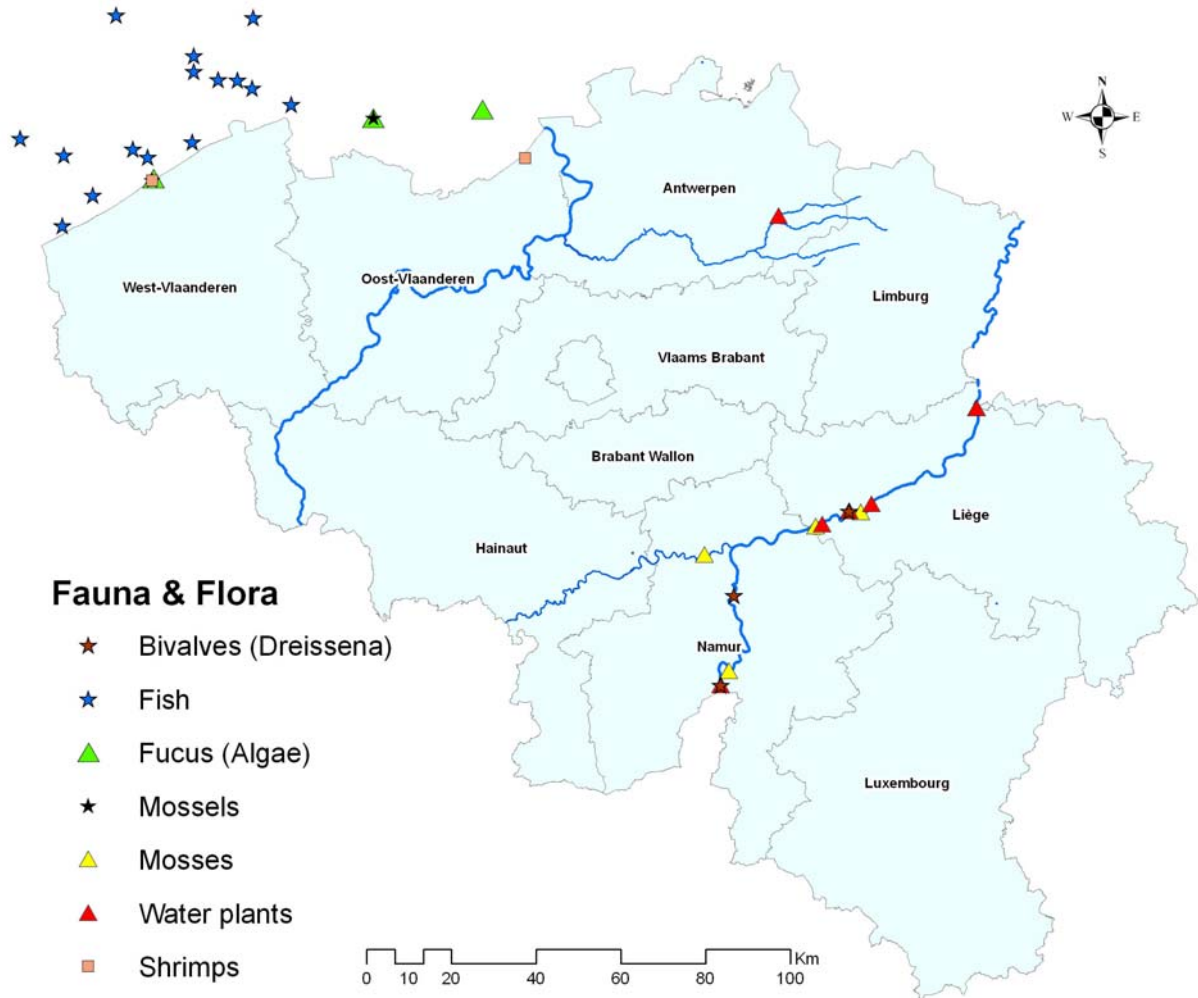 N
W E
S
Antwerpen
West-Vlaanderen
Oost-Vlaanderen
Limburg
Vlaams Brabant
Brabant Wallon
Liège
Hainaut
Namur
Luxembourg
Fauna & Flora
Bivalves (Dreissena)
Fish
Fucus (Algae)
Mossels
Mosses
Water plants
Shrimps
Km
0 10 20 40 60 80 100